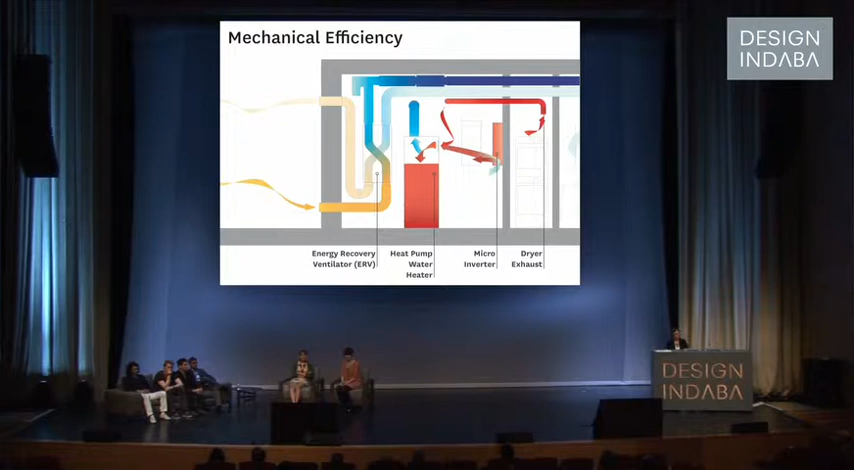 Mechanical Efficiency
DESIGN
INDABA
Energy Recovery
Ventilator (ERV)
Heat Pump
Water
Heater
Micro
Inverter
Dryer
Exhaust
DESIGN
INDABA